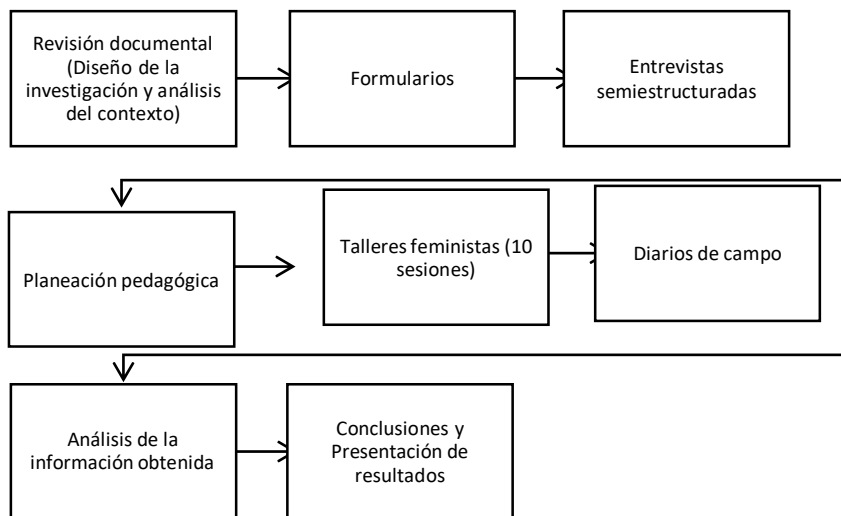 Revisión documental
(Diseño de la
investigación y análisis
del contexto)
Formularios
Entrevistas
semiestructuradas
Planeación pedagógica
Talleres feministas (10
sesiones)
Diarios de campo
Análisis de la
información obtenida
Conclusiones y
Presentación de
resultados